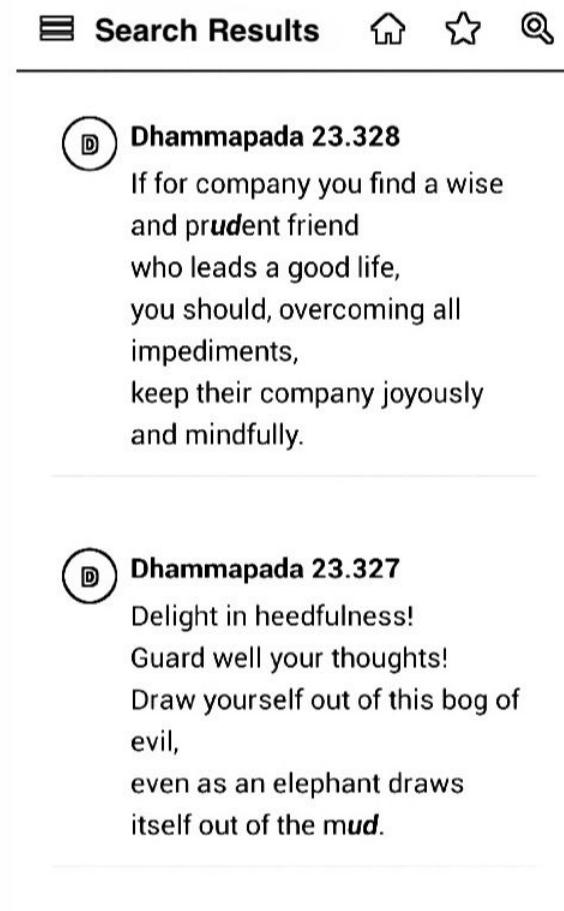 Search Results
D
Dhammapada 23.328
If for company you find a wise
and prudent friend
who leads a good life,
you should, overcoming all
impediments,
keep their company joyously
and mindfully.
D
Dhammapada 23.327
Delight in heedfulness!
Guard well your thoughts!
Draw yourself out of this bog of
evil,
even as an elephant draws
itself out of the mud.